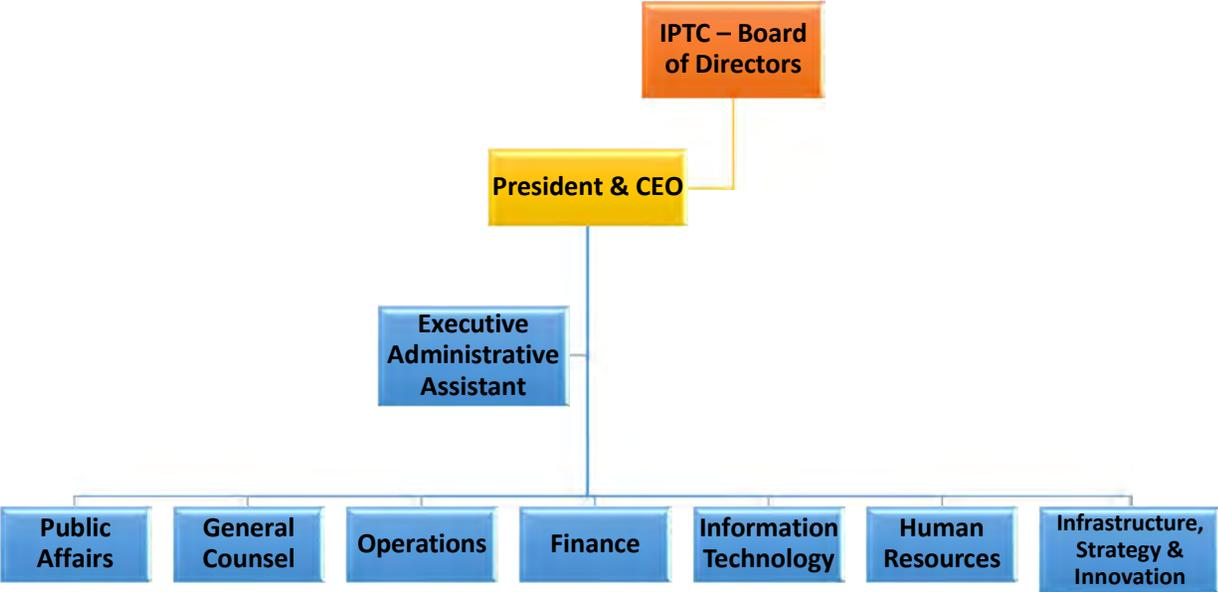 IPTC – Board
of Directors
President & CEO
Executive
Administrative
Assistant
Public
Affairs
General
Counsel
Operations
Finance
Information
Technology
Human
Resources
Infrastructure,
Strategy &
Innovation